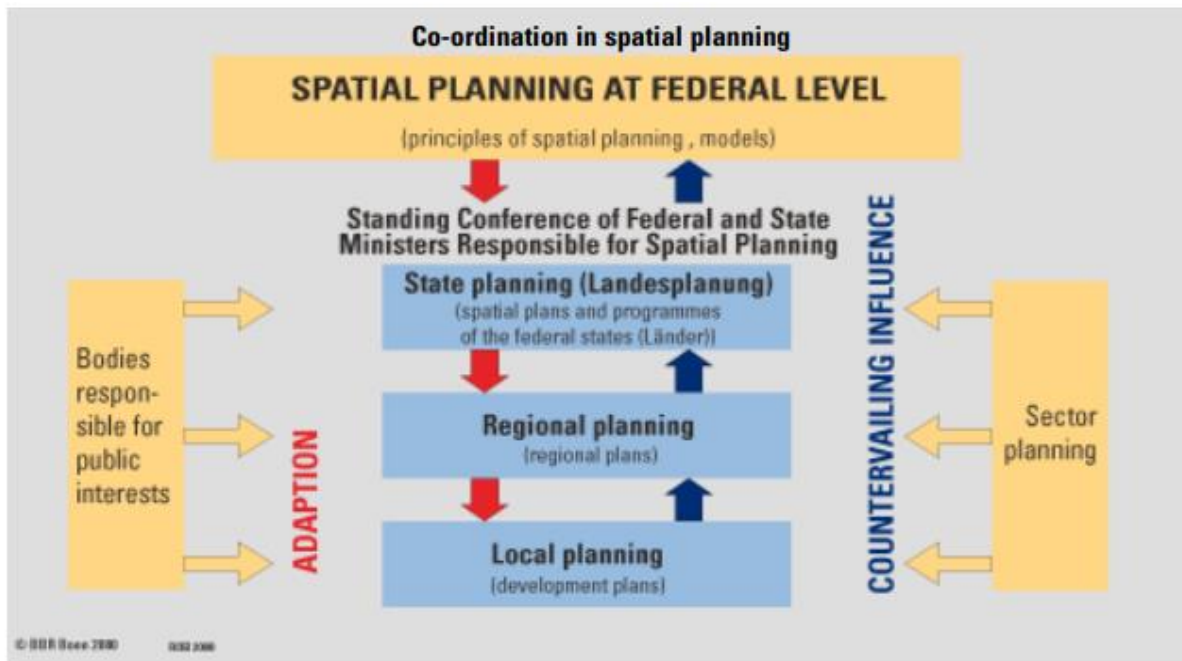 Co-ordination in spatial planning
SPATIAL PLANNING AT FEDERAL LEVEL
(principles of spatial planning , models)
Standing Conference of Federal and State
Ministers Responsible for Spatial Planning
State planning (Landesplanung)
(spatial plans and programmes
of the federal states (Länder))
Bodies
respon-
sible for
public
interests
ADAPTION
Regional planning
(regional plans)
Local planning
(development plans)
COUNTERVAILING INFLUENCE
Sector
planning
© BBR Bonn 2000